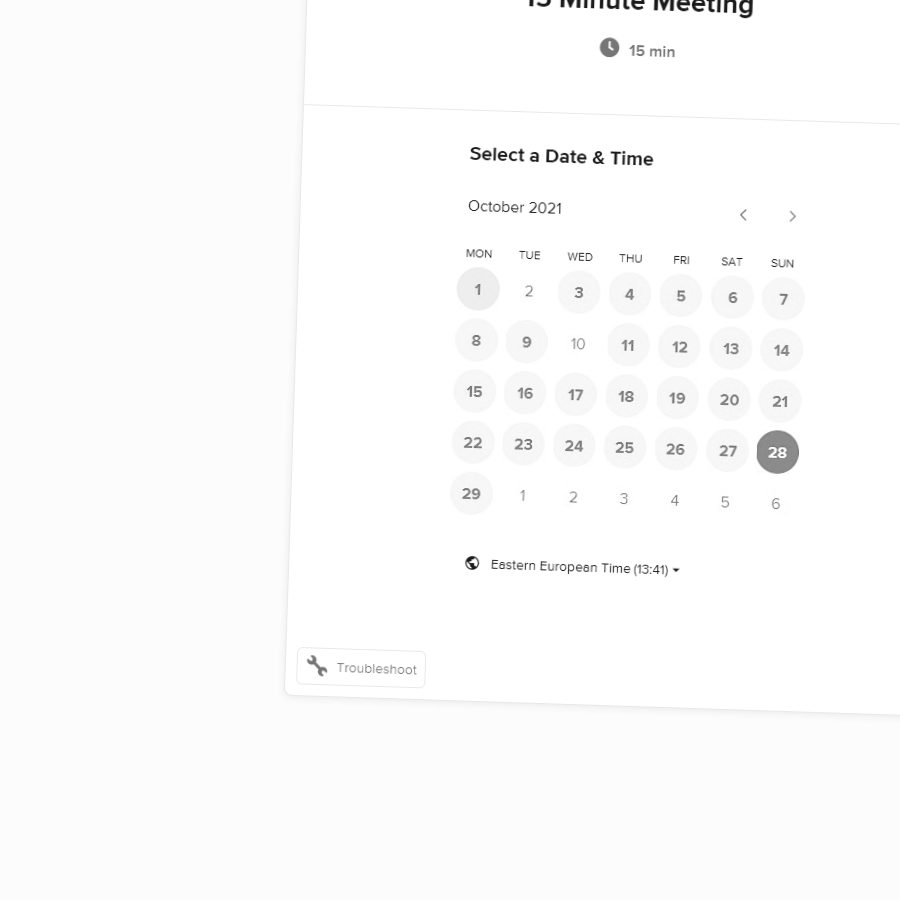 15 Minute Meeting
15 min
Select a Date & Time
October 2021
MON TUE WED THU FRI SAT SUN
1 2 3 4 5 6 7
8 9 10 11 12 13 14
15 16 17 18 19 20 21
22 23 24 25 26 27 28
29 1 2 3 4 5 6
Eastern European Time (13:41)
Troubleshoot